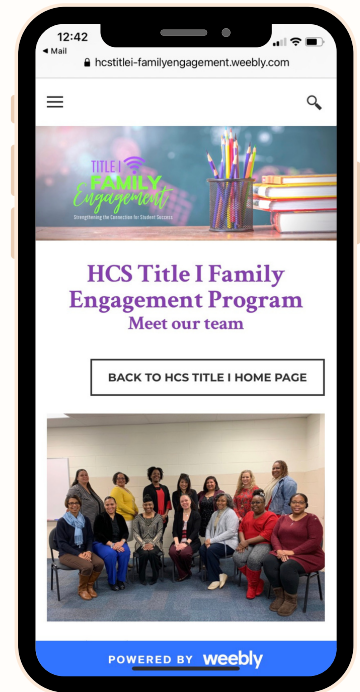 12:42
Mail
hcstitlei-familyengagement.weebly.com
TITLE I
FAMILY
Engagement
Strengthening the Connection for Student Success
HCS Title I Family
Engagement Program
Meet our team
BACK TO HCS TITLE I HOME PAGE
POWERED BY weebly